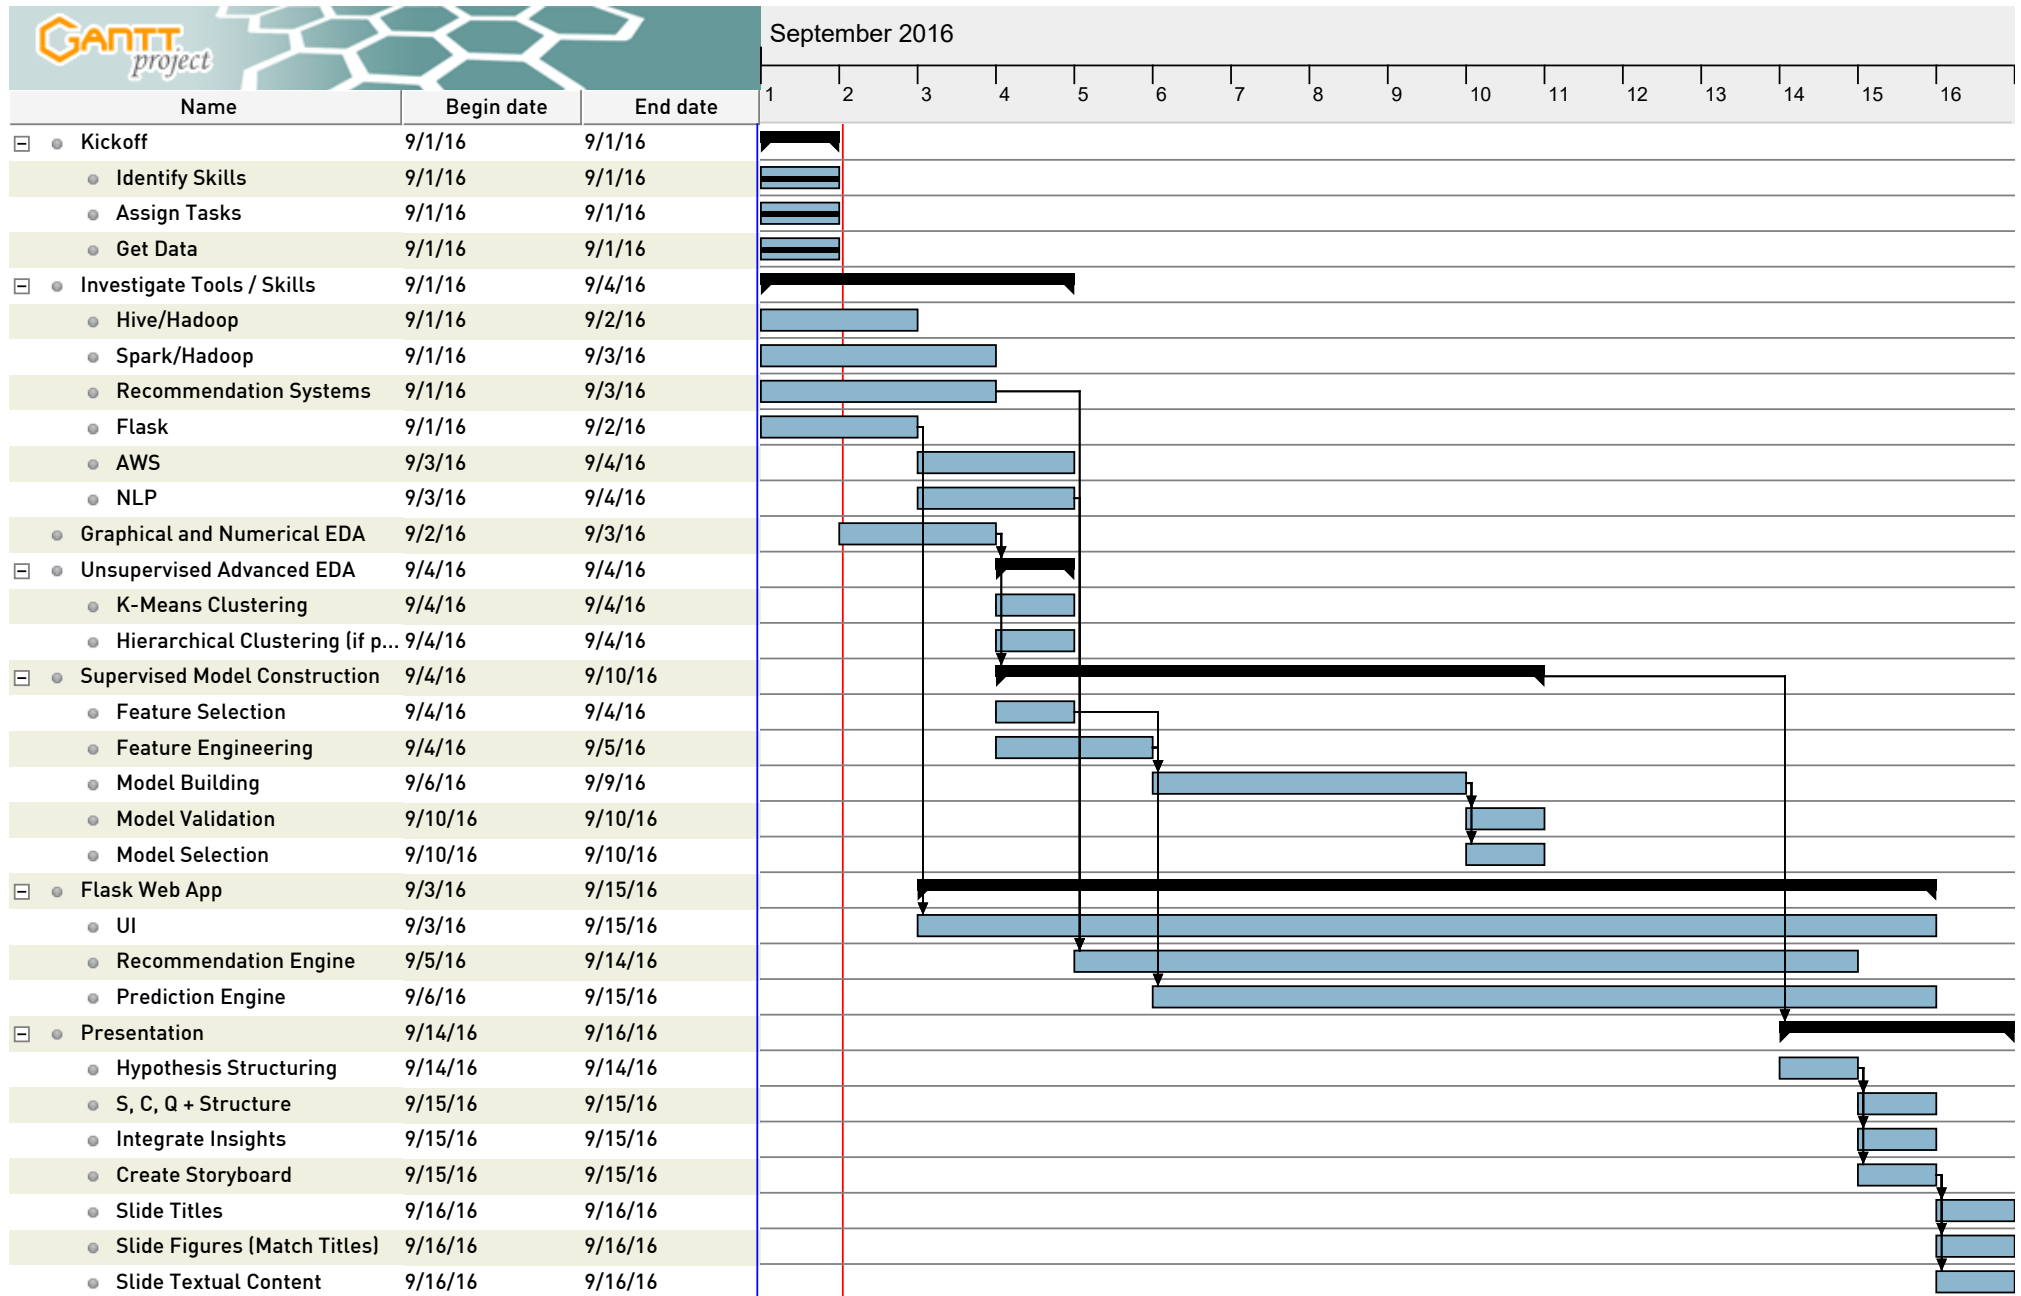 GANTT
project
September 2016
Name Begin date End date
1 2 3 4 5 6 7 8 9 10 11 12 13 14 15 16
Kickoff 9/1/16 9/1/16
Identify Skills 9/1/16 9/1/16
Assign Tasks 9/1/16 9/1/16
Get Data 9/1/16 9/1/16
Investigate Tools / Skills 9/1/16 9/4/16
Hive/Hadoop 9/1/16 9/2/16
Spark/Hadoop 9/1/16 9/3/16
Recommendation Systems 9/1/16 9/3/16
Flask 9/1/16 9/2/16
AWS 9/3/16 9/4/16
NLP 9/3/16 9/4/16
Graphical and Numerical EDA 9/2/16 9/3/16
Unsupervised Advanced EDA 9/4/16 9/4/16
K-Means Clustering 9/4/16 9/4/16
Hierarchical Clustering (if p... 9/4/16 9/4/16
Supervised Model Construction 9/4/16 9/10/16
Feature Selection 9/4/16 9/4/16
Feature Engineering 9/4/16 9/5/16
Model Building 9/6/16 9/9/16
Model Validation 9/10/16 9/10/16
Model Selection 9/10/16 9/10/16
Flask Web App 9/3/16 9/15/16
UI 9/3/16 9/15/16
Recommendation Engine 9/5/16 9/14/16
Prediction Engine 9/6/16 9/15/16
Presentation 9/14/16 9/16/16
Hypothesis Structuring 9/14/16 9/14/16
S, C, Q + Structure 9/15/16 9/15/16
Integrate Insights 9/15/16 9/15/16
Create Storyboard 9/15/16 9/15/16
Slide Titles 9/16/16 9/16/16
Slide Figures (Match Titles) 9/16/16 9/16/16
Slide Textual Content 9/16/16 9/16/16